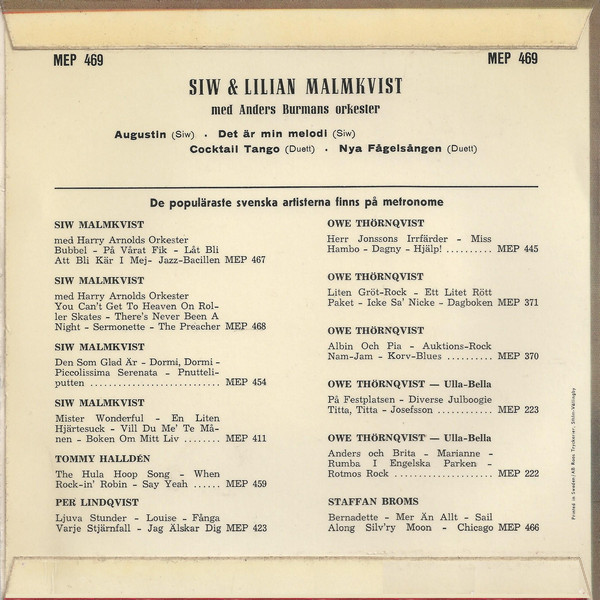 MEP 469
MEP 469
SIW & LILIAN MALMKVIST
med Anders Burmans orkester
Augustin (Siw) · Det är min melodi (Siw)
Cocktail Tango (Duett) · Nya Fågelsången (Duett)
De populäraste svenska artisterna finns på metronome
SIW MALMKVIST
med Harry Arnolds Orkester
Bubbel - På Vårat Fik - Låt Bli
Att Bli Kär I Mej- Jazz-Bacillen MEP 467
SIW MALMKVIST
med Harry Arnolds Orkester
You Can't Get To Heaven On Rol-
ler Skates - There's Never Been A
Night - Sermonette - The Preacher MEP 468
SIW MALMKVIST
Den Som Glad Är - Dormi, Dormi -
Piccolissima Serenata - Pnutteli-
putten ............................ MEP 454
SIW MALMKVIST
Mister Wonderful - En Liten
Hjärtesuck - Vill Du Me' Te Må-
nen - Boken Om Mitt Liv ........ MEP 411
TOMMY HALLDÉN
The Hula Hoop Song - When
Rock-in' Robin - Say Yeah ...... MEP 459
PER LINDQVIST
Ljuva Stunder - Louise - Fånga
Varje Stjärnfall - Jag Älskar Dig MEP 423
OWE THÖRNQVIST
Herr Jonssons Irrfärder - Miss
Hambo - Dagny - Hjälp! .......... MEP 445
OWE THÖRNQVIST
Liten Gröt-Rock - Ett Litet Rött
Paket - Icke Sa' Nicke - Dagboken MEP 371
OWE THÖRNQVIST
Albin Och Pia - Auktions-Rock
Nam-Jam - Korv-Blues .......... MEP 370
OWE THÖRNQVIST — Ulla-Bella
På Festplatsen - Diverse Julboogie
Titta, Titta - Josefsson ........... MEP 223
OWE THÖRNQVIST — Ulla-Bella
Anders och Brita - Marianne -
Rumba I Engelska Parken -
Rotmos Rock ..................... MEP 222
STAFFAN BROMS
Bernadette - Mer Än Allt - Sail
Along Silv'ry Moon - Chicago MEP 466
Printed in Sweden/AB Roos Tryckerier, Sthlm-Vällingby